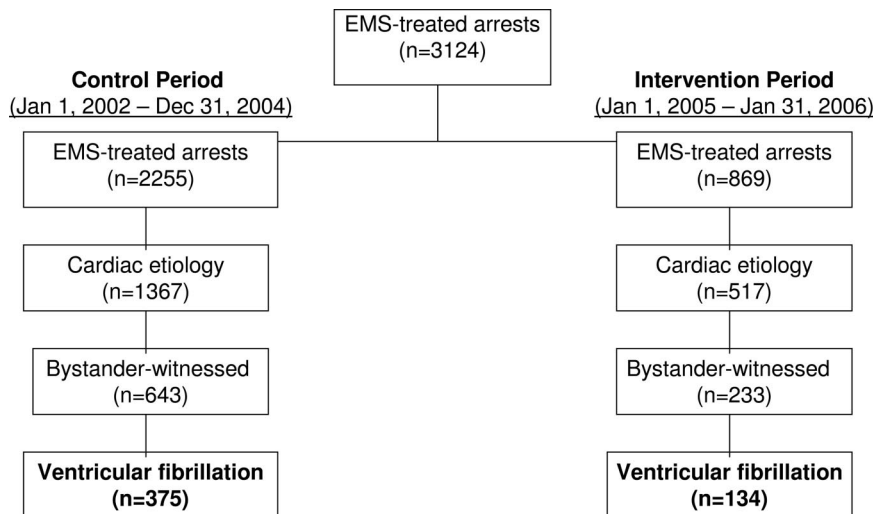 EMS-treated arrests
(n=3124)
Control Period
(Jan 1, 2002 – Dec 31, 2004)
EMS-treated arrests
(n=2255)
Cardiac etiology
(n=1367)
Bystander-witnessed
(n=643)
Ventricular fibrillation
(n=375)
Intervention Period
(Jan 1, 2005 – Jan 31, 2006)
EMS-treated arrests
(n=869)
Cardiac etiology
(n=517)
Bystander-witnessed
(n=233)
Ventricular fibrillation
(n=134)